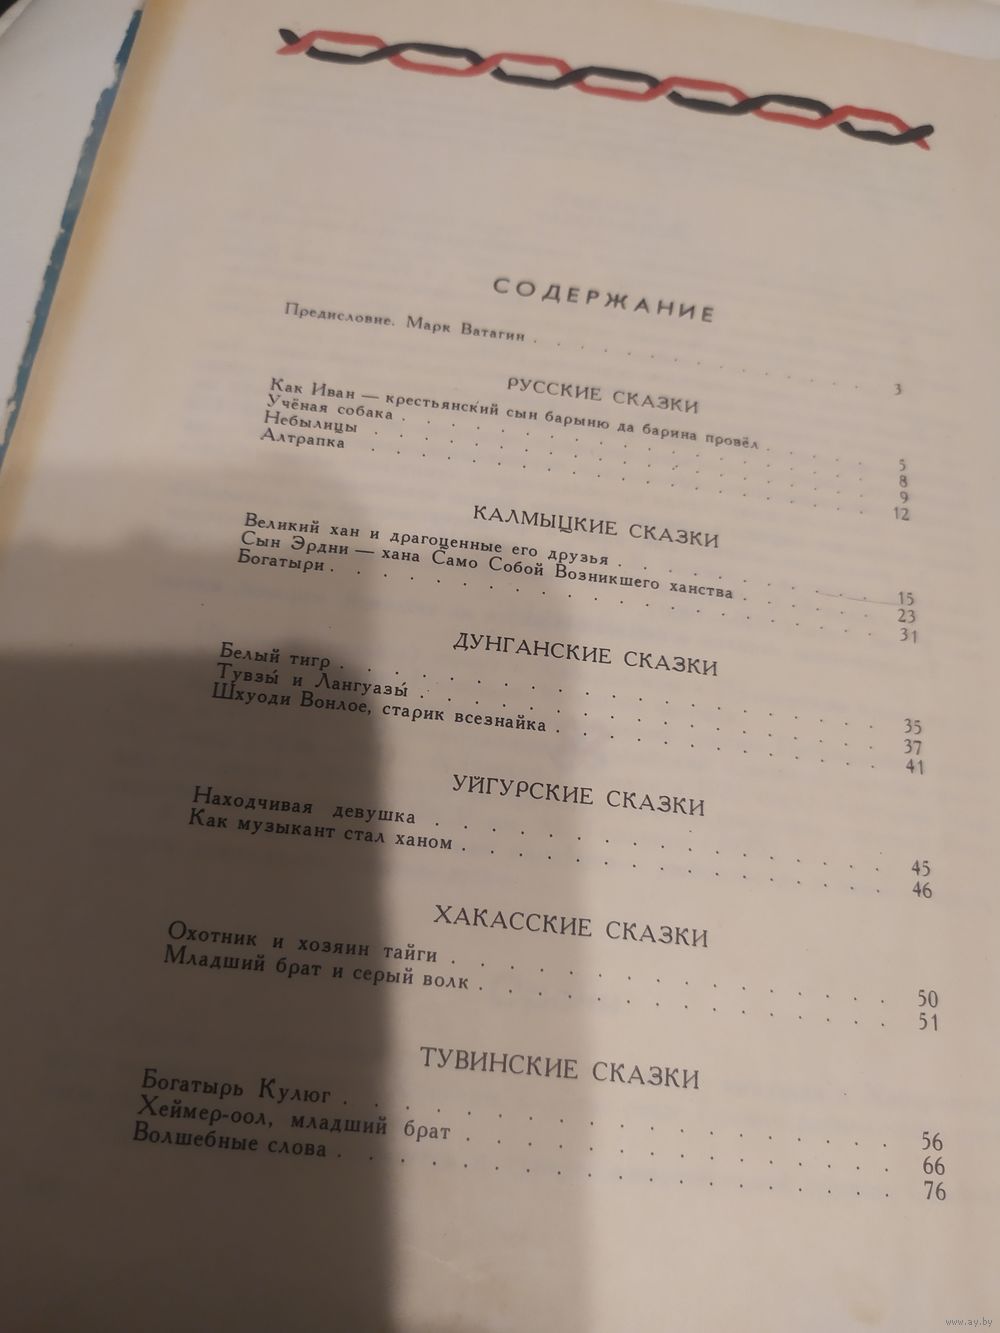 СОДЕРЖАНИЕ
Предисловие. Марк Ватагин . . . . . . . . . . 3
РУССКИЕ СКАЗКИ
Как Иван — крестьянский сын барыню да барина провёл . . . . 5
Учёная собака . . . . . . . . . . . . . 8
Небылицы . . . . . . . . . . . . . . 9
Алтрапка . . . . . . . . . . . . . . 12
КАЛМЫЦКИЕ СКАЗКИ
Великий хан и драгоценные его друзья . . . . . . . 15
Сын Эрдни — хана Само Собой Возникшего ханства . . . . 23
Богатыри . . . . . . . . . . . . . . 31
ДУНГАНСКИЕ СКАЗКИ
Белый тигр . . . . . . . . . . . . . . 35
Тувзы́ и Лангуазы́ . . . . . . . . . . . . 37
Шхуоди Вонлое, старик всезнайка . . . . . . . . 41
УЙГУРСКИЕ СКАЗКИ
Находчивая девушка . . . . . . . . . . . . 45
Как музыкант стал ханом . . . . . . . . . . . 46
ХАКАССКИЕ СКАЗКИ
Охотник и хозяин тайги . . . . . . . . . . . 50
Младший брат и серый волк . . . . . . . . . . 51
ТУВИНСКИЕ СКАЗКИ
Богатырь Кулюг . . . . . . . . . . . . . 56
Хеймер-оол, младший брат . . . . . . . . . . . 66
Волшебные слова . . . . . . . . . . . . . 76
www.ay.by